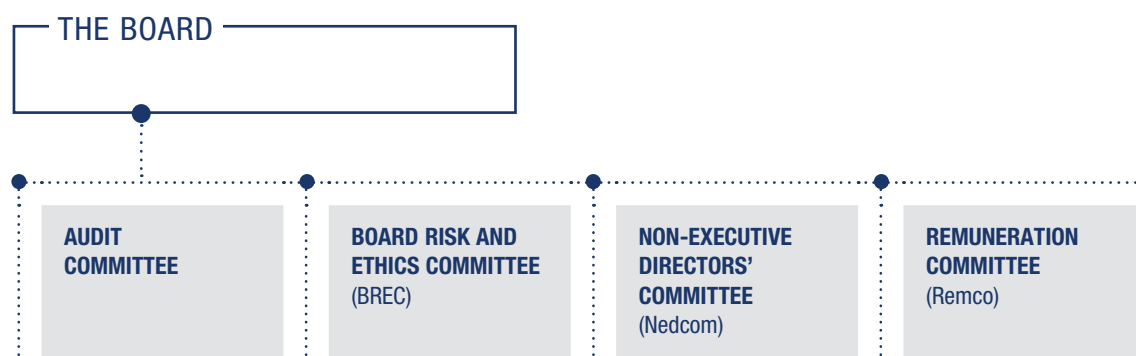 THE BOARD
AUDIT
COMMITTEE
BOARD RISK AND
ETHICS COMMITTEE
(BREC)
NON-EXECUTIVE
DIRECTORS'
COMMITTEE
(Nedcom)
REMUNERATION
COMMITTEE
(Remco)